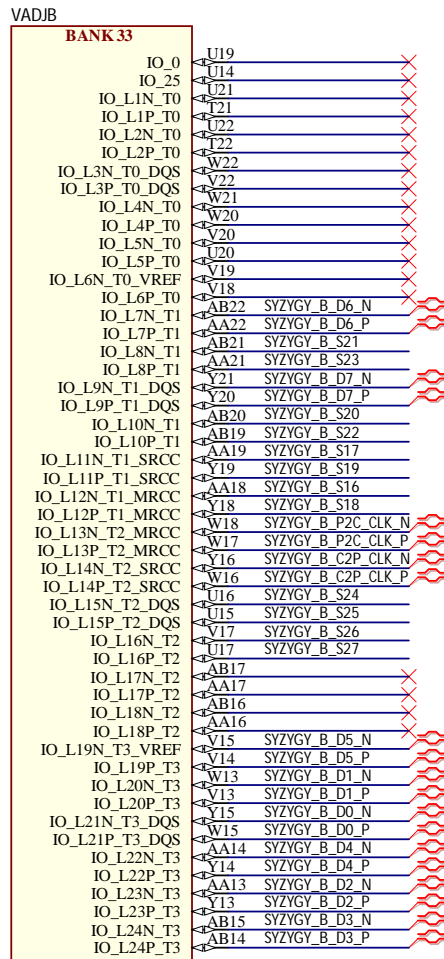 VADJB
BANK 33
IO_0 U19
IO_25 U14
IO_L1N_T0 U21
IO_L1P_T0 T21
IO_L2N_T0 U22
IO_L2P_T0 T22
IO_L3N_T0_DQS W22
IO_L3P_T0_DQS V22
IO_L4N_T0 W21
IO_L4P_T0 W20
IO_L5N_T0 V20
IO_L5P_T0 U20
IO_L6N_T0_VREF V19
IO_L6P_T0 V18
IO_L7N_T1 AB22 SYZYGY_B_D6_N
IO_L7P_T1 AA22 SYZYGY_B_D6_P
IO_L8N_T1 AB21 SYZYGY_B_S21
IO_L8P_T1 AA21 SYZYGY_B_S23
IO_L9N_T1_DQS Y21 SYZYGY_B_D7_N
IO_L9P_T1_DQS Y20 SYZYGY_B_D7_P
IO_L10N_T1 AB20 SYZYGY_B_S20
IO_L10P_T1 AB19 SYZYGY_B_S22
IO_L11N_T1_SRCC AA19 SYZYGY_B_S17
IO_L11P_T1_SRCC Y19 SYZYGY_B_S19
IO_L12N_T1_MRCC AA18 SYZYGY_B_S16
IO_L12P_T1_MRCC Y18 SYZYGY_B_S18
IO_L13N_T2_MRCC W18 SYZYGY_B_P2C_CLK_N
IO_L13P_T2_MRCC W17 SYZYGY_B_P2C_CLK_P
IO_L14N_T2_SRCC Y16 SYZYGY_B_C2P_CLK_N
IO_L14P_T2_SRCC W16 SYZYGY_B_C2P_CLK_P
IO_L15N_T2_DQS U16 SYZYGY_B_S24
IO_L15P_T2_DQS U15 SYZYGY_B_S25
IO_L16N_T2 V17 SYZYGY_B_S26
IO_L16P_T2 U17 SYZYGY_B_S27
IO_L17N_T2 AB17
IO_L17P_T2 AA17
IO_L18N_T2 AB16
IO_L18P_T2 AA16
IO_L19N_T3_VREF V15 SYZYGY_B_D5_N
IO_L19P_T3 V14 SYZYGY_B_D5_P
IO_L20N_T3 W13 SYZYGY_B_D1_N
IO_L20P_T3 V13 SYZYGY_B_D1_P
IO_L21N_T3_DQS Y15 SYZYGY_B_D0_N
IO_L21P_T3_DQS W15 SYZYGY_B_D0_P
IO_L22N_T3 AA14 SYZYGY_B_D4_N
IO_L22P_T3 Y14 SYZYGY_B_D4_P
IO_L23N_T3 AA13 SYZYGY_B_D2_N
IO_L23P_T3 Y13 SYZYGY_B_D2_P
IO_L24N_T3 AB15 SYZYGY_B_D3_N
IO_L24P_T3 AB14 SYZYGY_B_D3_P